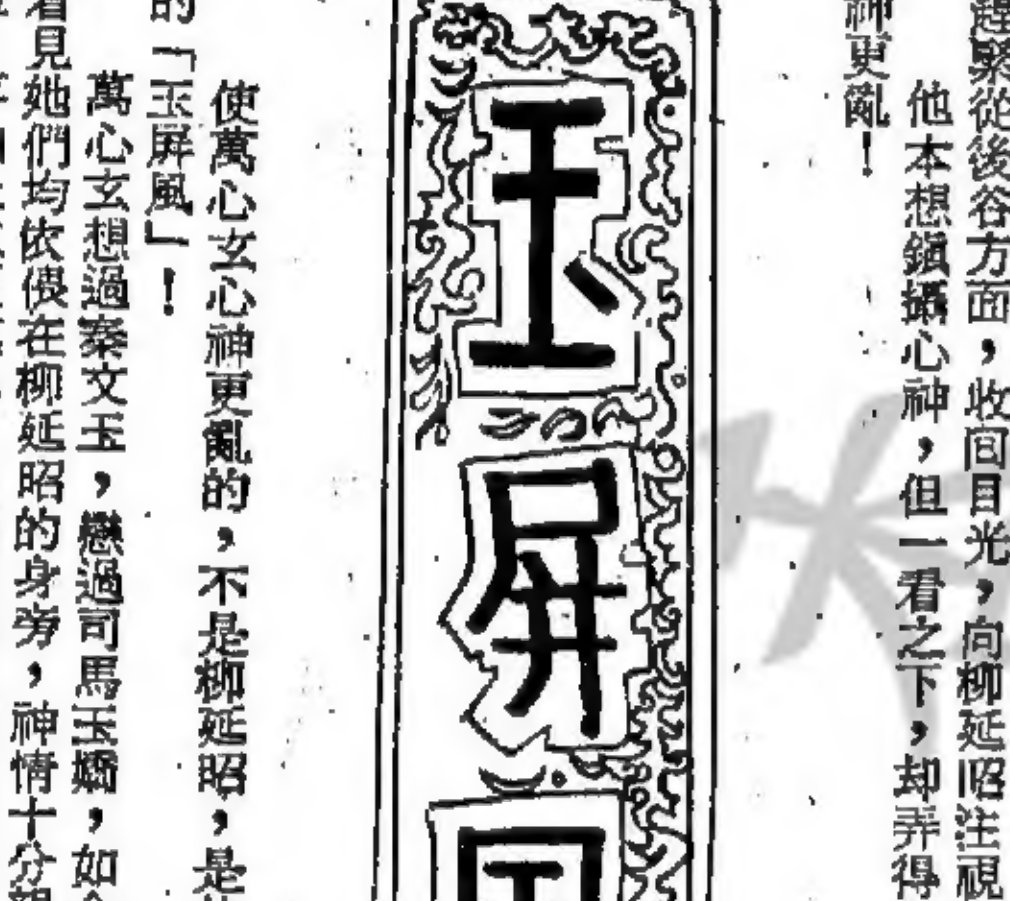 趕緊從後谷方面，收回目光，向柳延昭注視
他本想鎮攝心神，但一看之下，却弄得
神更亂！
玉屏風
使萬心玄心神更亂的，不是柳延昭，是
的「玉屏風」！
萬心玄想過秦文玉，戀過司馬玉嬌，如
看見她們均依偎在柳延昭的身旁，神情十分